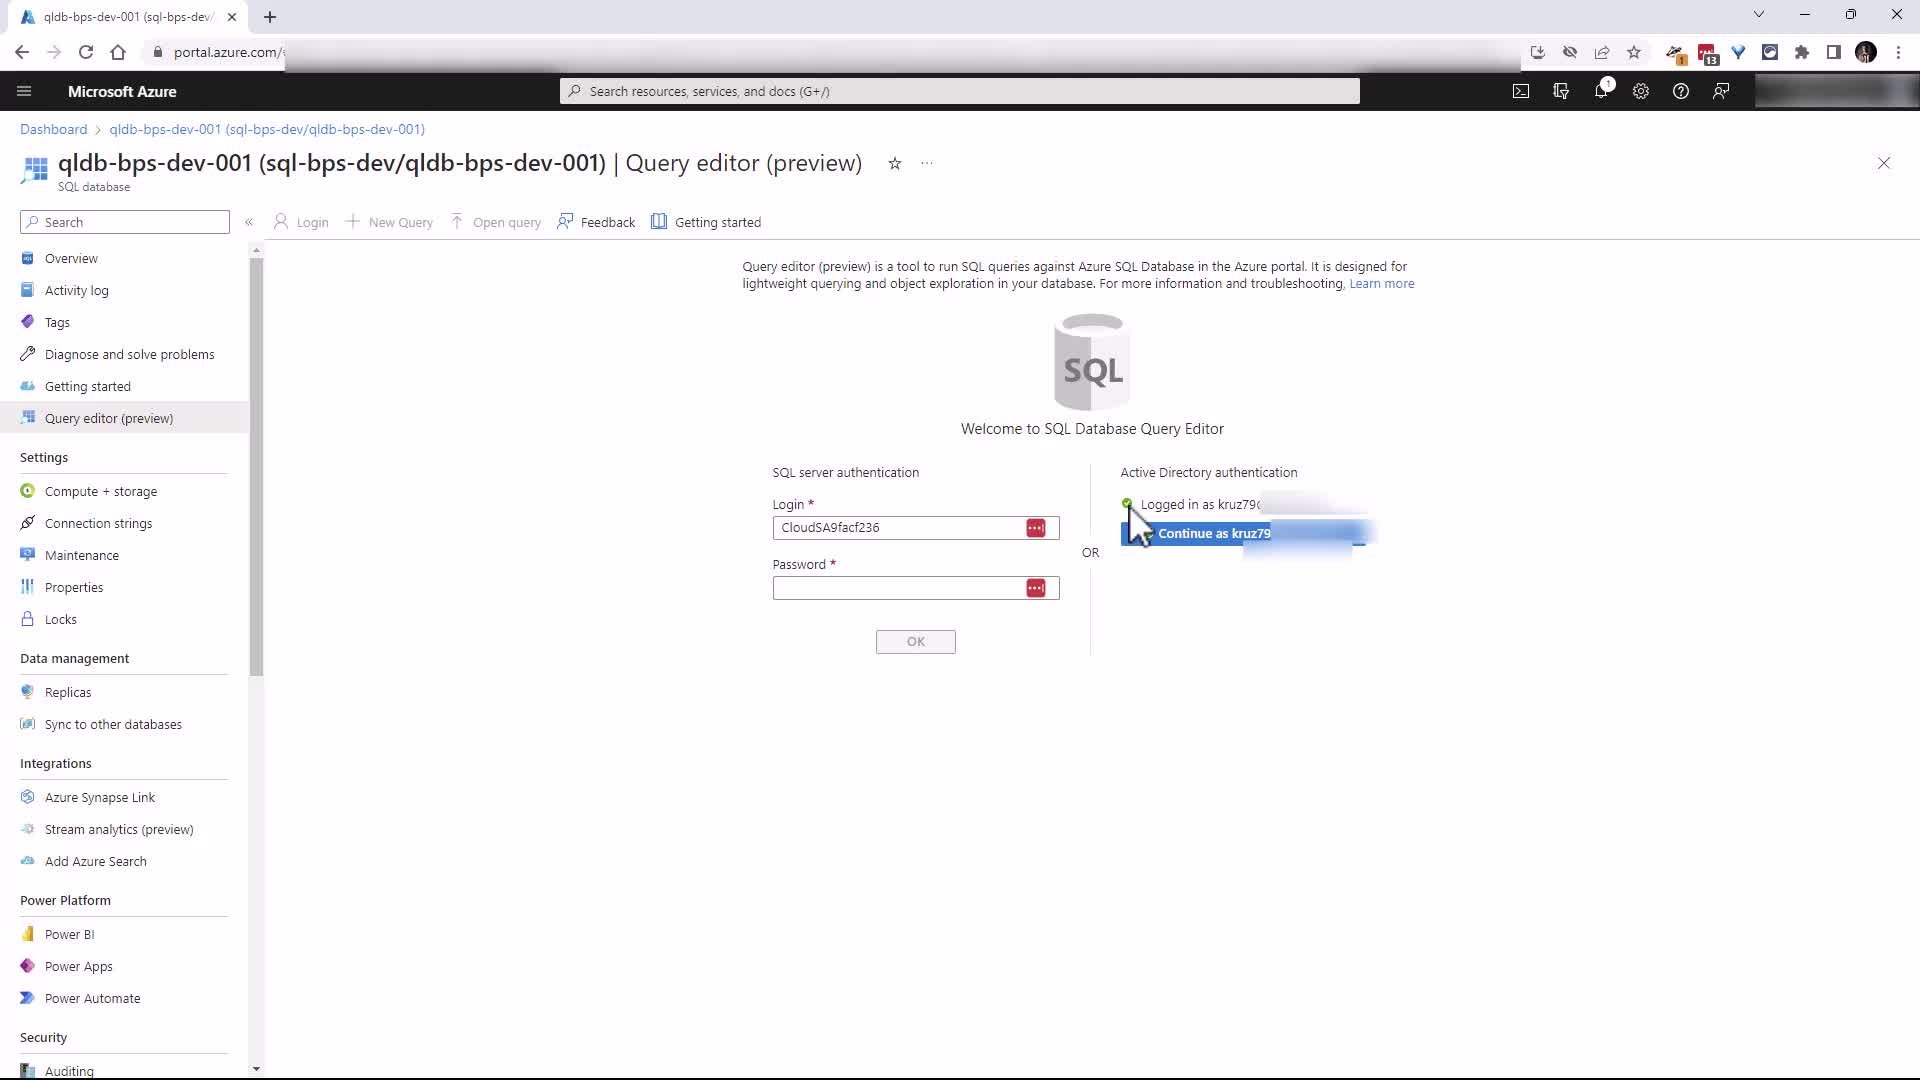 qldb-bps-dev-001 (sql-bps-dev/
portal.azure.com/
1
13
Microsoft Azure
Search resources, services, and docs (G+/)
1
Dashboard > qldb-bps-dev-001 (sql-bps-dev/qldb-bps-dev-001)
qldb-bps-dev-001 (sql-bps-dev/qldb-bps-dev-001) | Query editor (preview)
SQL database
Search
Login
New Query
Open query
Feedback
Getting started
Overview
Activity log
Tags
Diagnose and solve problems
Getting started
Query editor (preview)
Settings
Compute + storage
Connection strings
Maintenance
Properties
Locks
Data management
Replicas
Sync to other databases
Integrations
Azure Synapse Link
Stream analytics (preview)
Add Azure Search
Power Platform
Power BI
Power Apps
Power Automate
Security
Auditing
Query editor (preview) is a tool to run SQL queries against Azure SQL Database in the Azure portal. It is designed for
lightweight querying and object exploration in your database. For more information and troubleshooting, Learn more
SQL
Welcome to SQL Database Query Editor
SQL server authentication
Login *
CloudSA9facf236
Password *
OK
OR
Active Directory authentication
Logged in as kruz79
Continue as kruz79